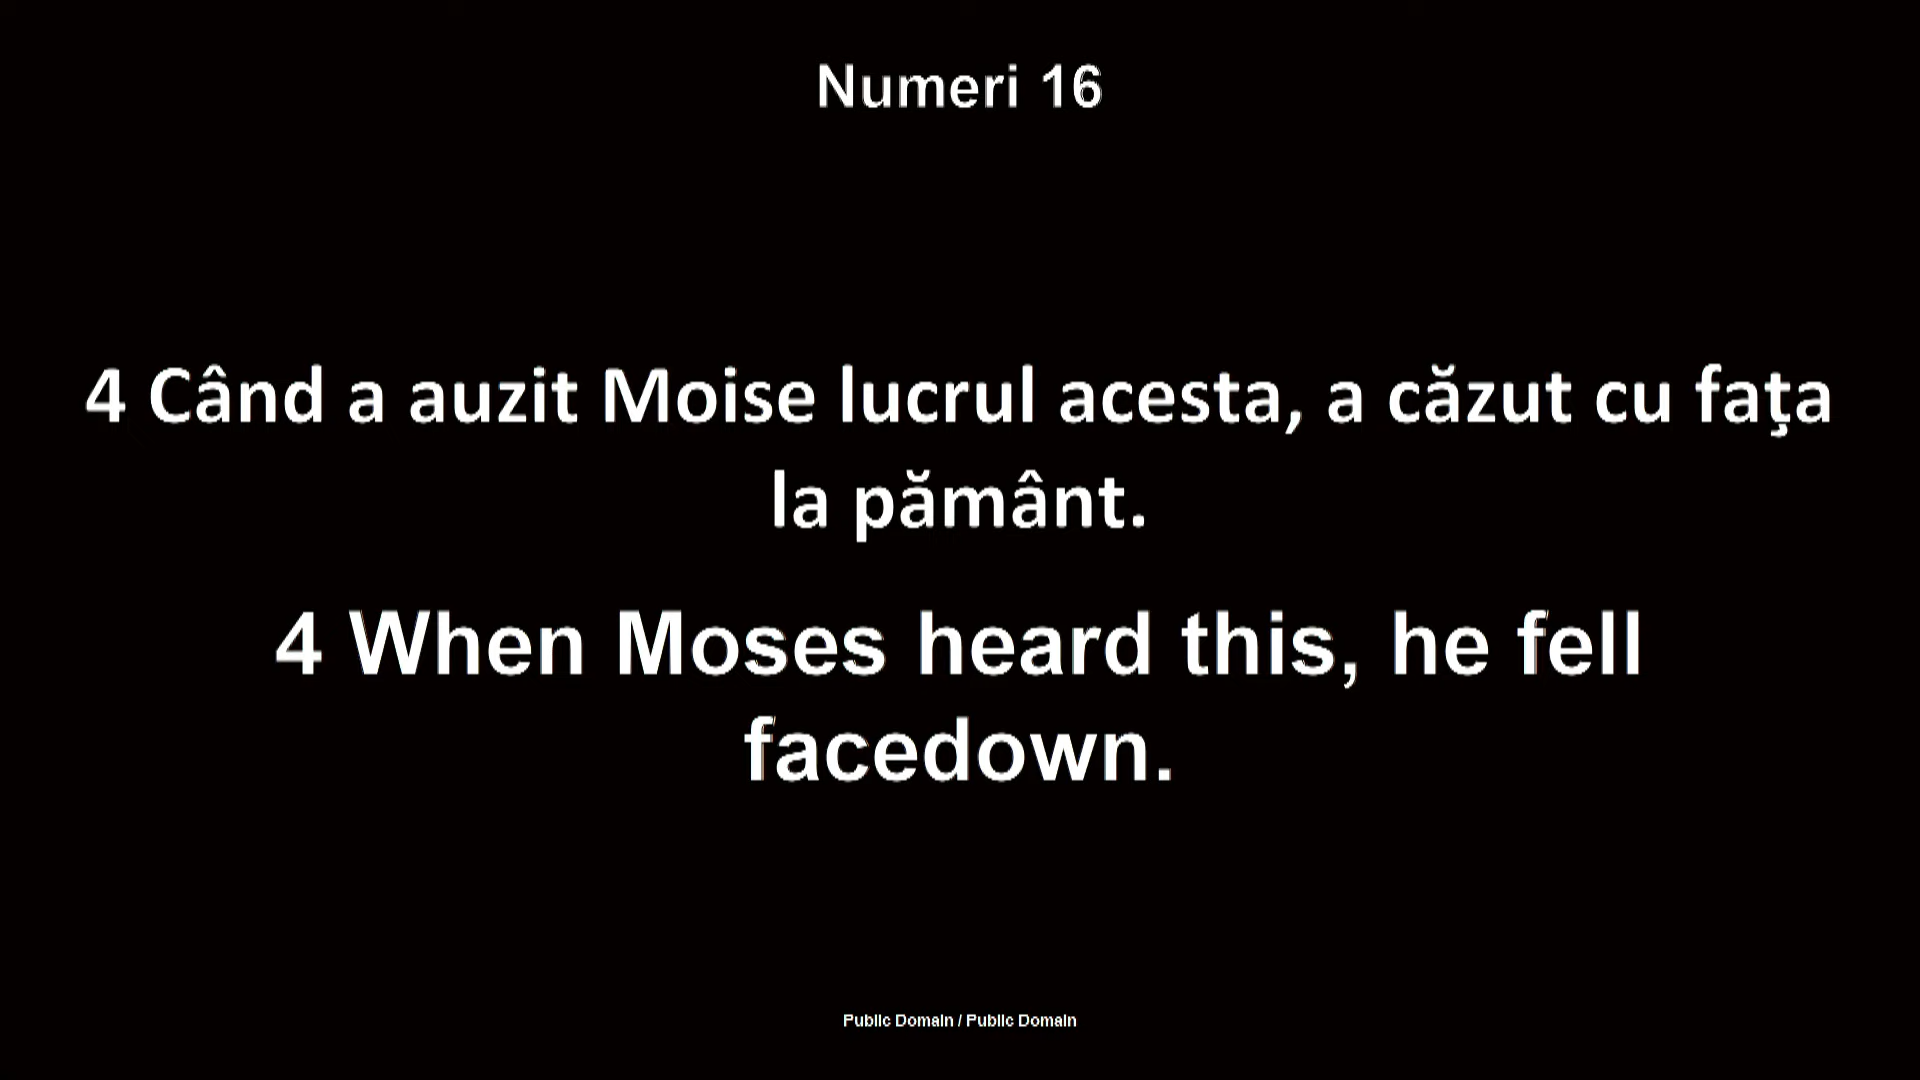 Numeri 16
4 Când a auzit Moise lucrul acesta, a căzut cu faţa
la pământ.
4 When Moses heard this, he fell
facedown.
Public Domain / Public Domain